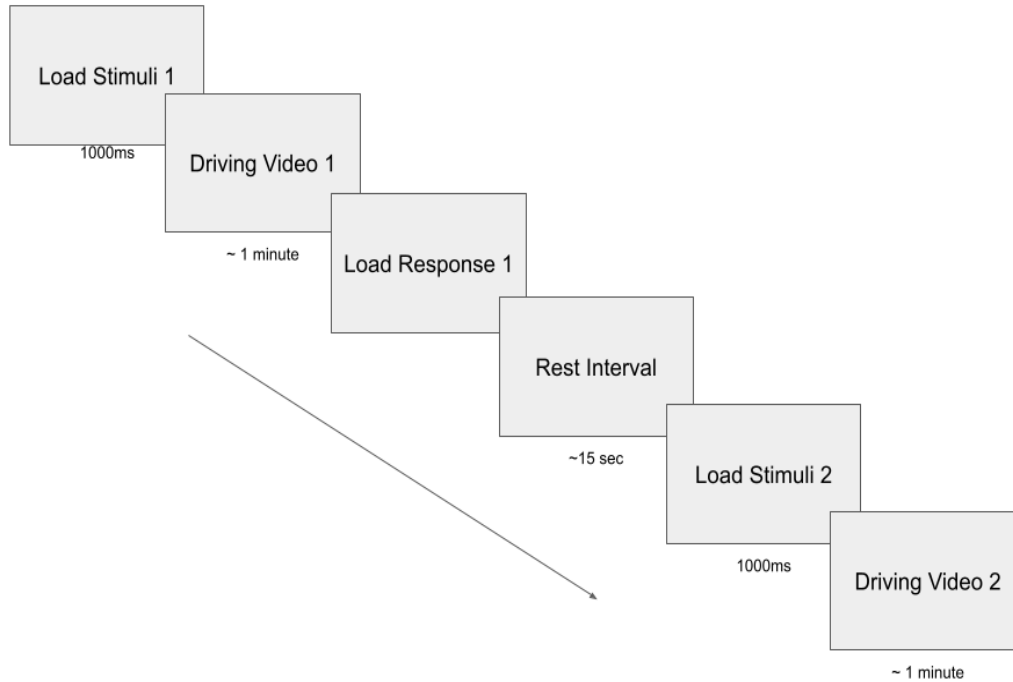 Load Stimuli 1
1000ms
Driving Video 1
~ 1 minute
Load Response 1
Rest Interval
~15 sec
Load Stimuli 2
1000ms
Driving Video 2
~ 1 minute